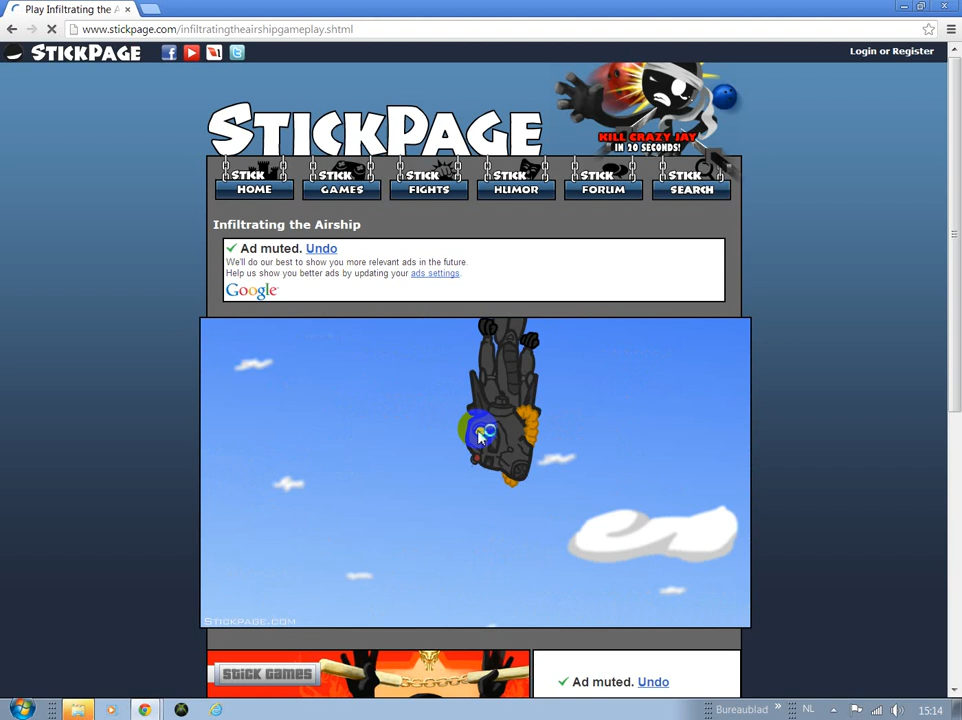 Play Infiltrating the A
www.stickpage.com/infiltratingtheairshipgameplay.shtml
STICKPAGE
Login or Register
STICKPAGE
KILL CRAZY JAY
IN 20 SECONDS!
STICK HOME
STICK GAMES
STICK FIGHTS
STICK HUMOR
STICK FORUM
STICK SEARCH
Infiltrating the Airship
Ad muted. Undo
We'll do our best to show you more relevant ads in the future.
Help us show you better ads by updating your ads settings.
Google
STICKPAGE.COM
STICK GAMES
Ad muted. Undo
Bureaublad
NL
15:14